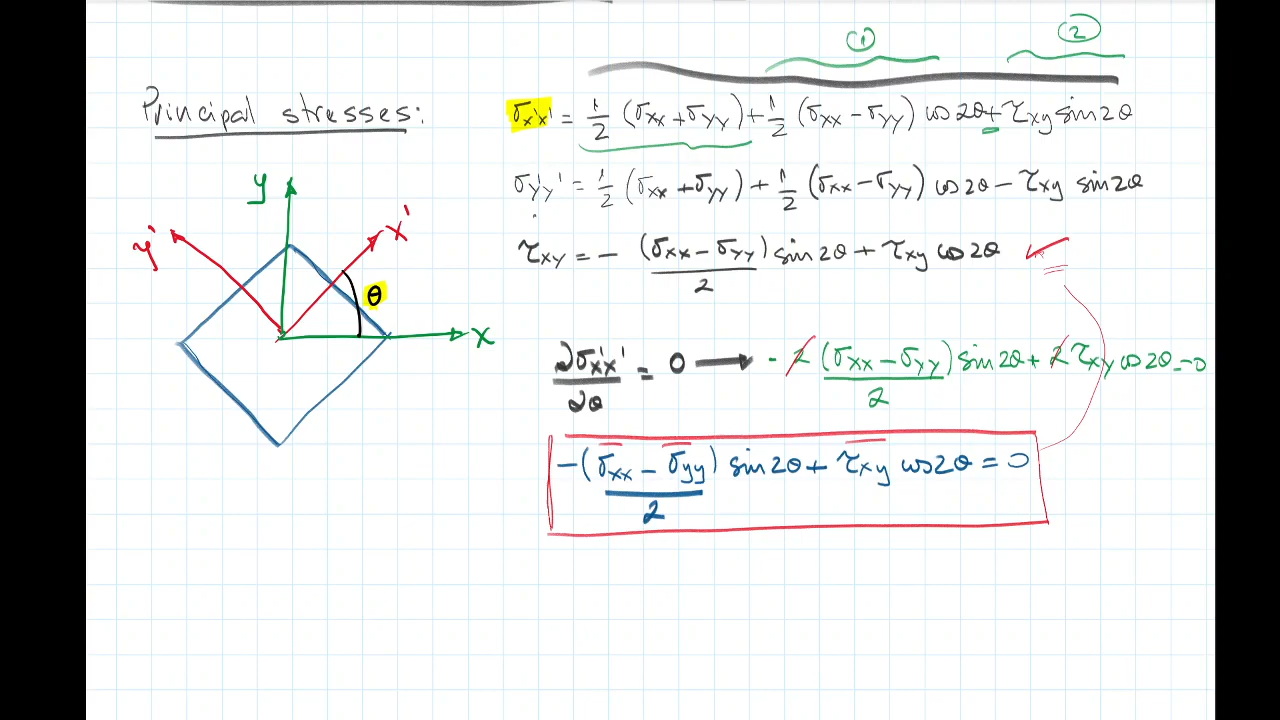 ① ②
Principal stresses:
σx'x' = 1/2 (σxx + σyy) + 1/2 (σxx − σyy) cos 2θ + τxy sin 2θ
σy'y' = 1/2 (σxx + σyy) + 1/2 (σxx − σyy) cos 2θ − τxy sin 2θ
τxy = − (σxx − σyy)/2 sin 2θ + τxy cos 2θ
y
x'
y'
θ
x
∂σx'x'/∂θ = 0 → - 2 (σxx − σyy)/2 sin 2θ + 2 τxy cos 2θ = 0
−(σxx − σyy)/2 sin 2θ + τxy cos 2θ = 0